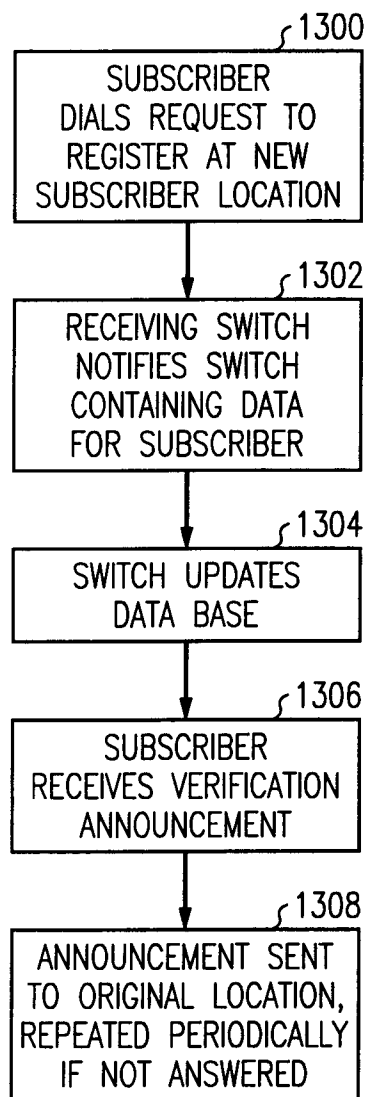 1300
SUBSCRIBER
DIALS REQUEST TO
REGISTER AT NEW
SUBSCRIBER LOCATION
1302
RECEIVING SWITCH
NOTIFIES SWITCH
CONTAINING DATA
FOR SUBSCRIBER
1304
SWITCH UPDATES
DATA BASE
1306
SUBSCRIBER
RECEIVES VERIFICATION
ANNOUNCEMENT
1308
ANNOUNCEMENT SENT
TO ORIGINAL LOCATION,
REPEATED PERIODICALLY
IF NOT ANSWERED